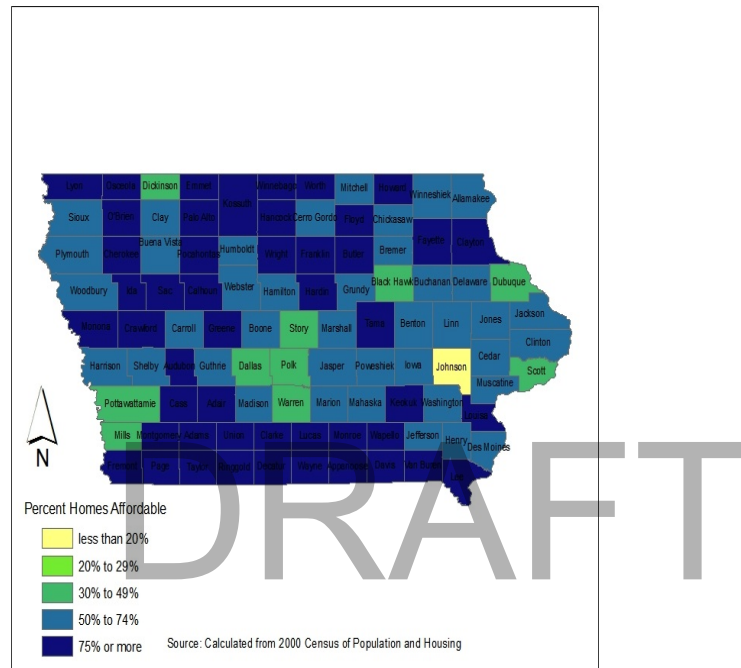 Lyon Osceola Dickinson Emmet Winnebago Worth Mitchell Howard Winneshiek Allamakee
Kossuth
Sioux O'Brien Clay Palo Alto Hancock Cerro Gordo Floyd Chickasaw
Plymouth Cherokee Buena Vista Pocahontas Humboldt Wright Franklin Butler Bremer Fayette Clayton
Woodbury Ida Sac Calhoun Webster Hamilton Hardin Grundy Black Hawk Buchanan Delaware Dubuque
Monona Crawford Carroll Greene Boone Story Marshall Tama Benton Linn Jones Jackson
Clinton
Harrison Shelby Audubon Guthrie Dallas Polk Jasper Poweshiek Iowa Johnson Cedar Scott
Muscatine
Pottawattamie Cass Adair Madison Warren Marion Mahaska Keokuk Washington Louisa
Mills Montgomery Adams Union Clarke Lucas Monroe Wapello Jefferson Henry Des Moines
Fremont Page Taylor Ringgold Decatur Wayne Appanoose Davis Van Buren Lee
N
DRAFT
Percent Homes Affordable
less than 20%
20% to 29%
30% to 49%
50% to 74%
75% or more
Source: Calculated from 2000 Census of Population and Housing